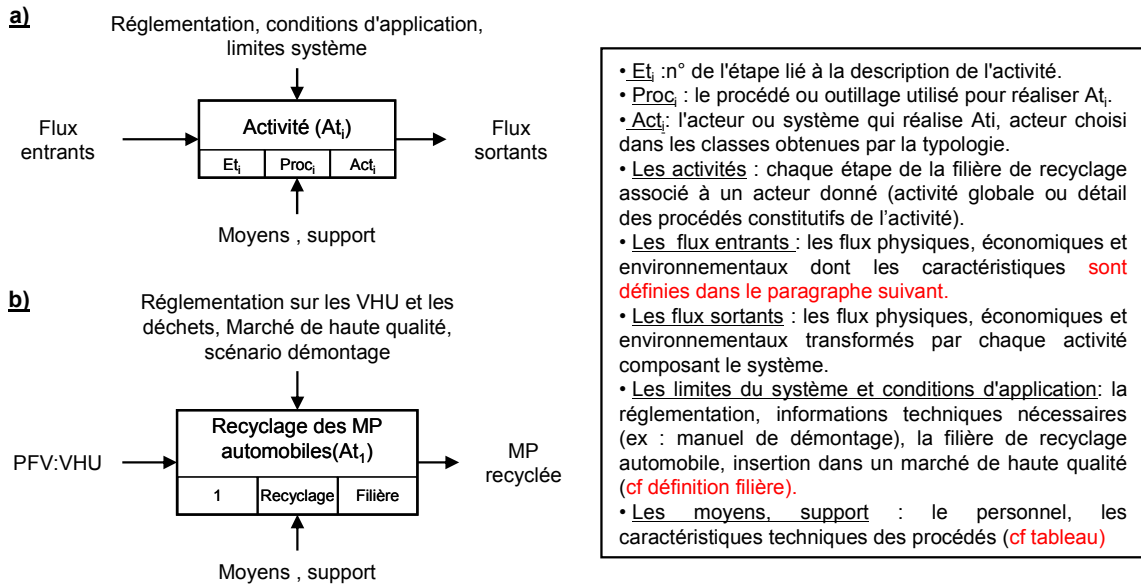 a)
Réglementation, conditions d'application,
limites système
Flux
entrants
Activité (Ati)
Eti
Proci
Acti
Flux
sortants
Moyens , support
b)
Réglementation sur les VHU et les
déchets, Marché de haute qualité,
scénario démontage
PFV:VHU
Recyclage des MP
automobiles(At1)
1
Recyclage
Filière
MP
recyclée
Moyens , support
• Eti :n° de l'étape lié à la description de l'activité.
• Proci : le procédé ou outillage utilisé pour réaliser Ati.
• Acti: l'acteur ou système qui réalise Ati, acteur choisi
dans les classes obtenues par la typologie.
• Les activités : chaque étape de la filière de recyclage
associé à un acteur donné (activité globale ou détail
des procédés constitutifs de l'activité).
• Les flux entrants : les flux physiques, économiques et
environnementaux dont les caractéristiques sont
définies dans le paragraphe suivant.
• Les flux sortants : les flux physiques, économiques et
environnementaux transformés par chaque activité
composant le système.
• Les limites du système et conditions d'application: la
réglementation, informations techniques nécessaires
(ex : manuel de démontage), la filière de recyclage
automobile, insertion dans un marché de haute qualité
(cf définition filière).
• Les moyens, support : le personnel, les
caractéristiques techniques des procédés (cf tableau)